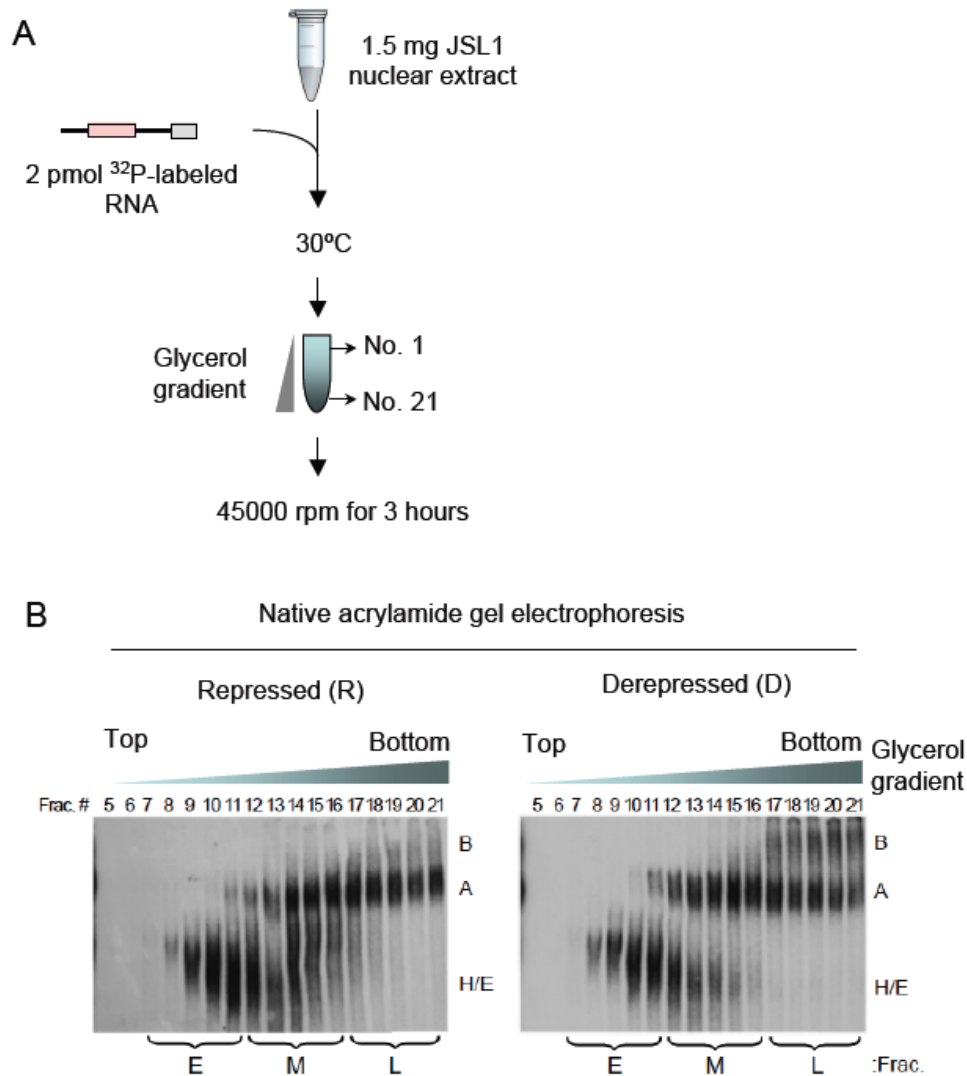 A
1.5 mg JSL1
nuclear extract
2 pmol ³²P-labeled
RNA
30ºC
Glycerol
gradient
No. 1
No. 21
45000 rpm for 3 hours
B
Native acrylamide gel electrophoresis
Repressed (R)
Derepressed (D)
Top
Bottom
Top
Bottom
Glycerol
gradient
Frac. # 5 6 7 8 9 10 11 12 13 14 15 16 17 18 19 20 21
5 6 7 8 9 10 11 12 13 14 15 16 17 18 19 20 21
B
A
H/E
B
A
H/E
E M L
E M L :Frac.